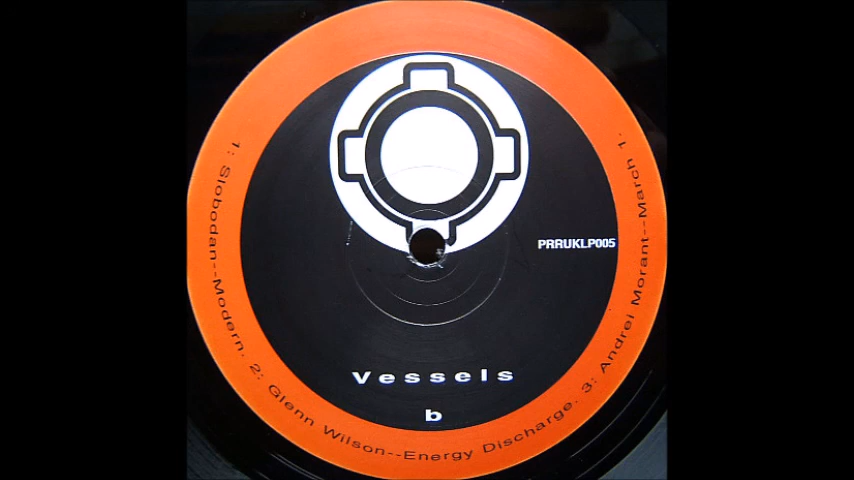 PRRUKLP005
Vessels
b
1: Slobodan--Modern. 2: Glenn Wilson--Energy Discharge. 3: Andrei Morant--March 1: